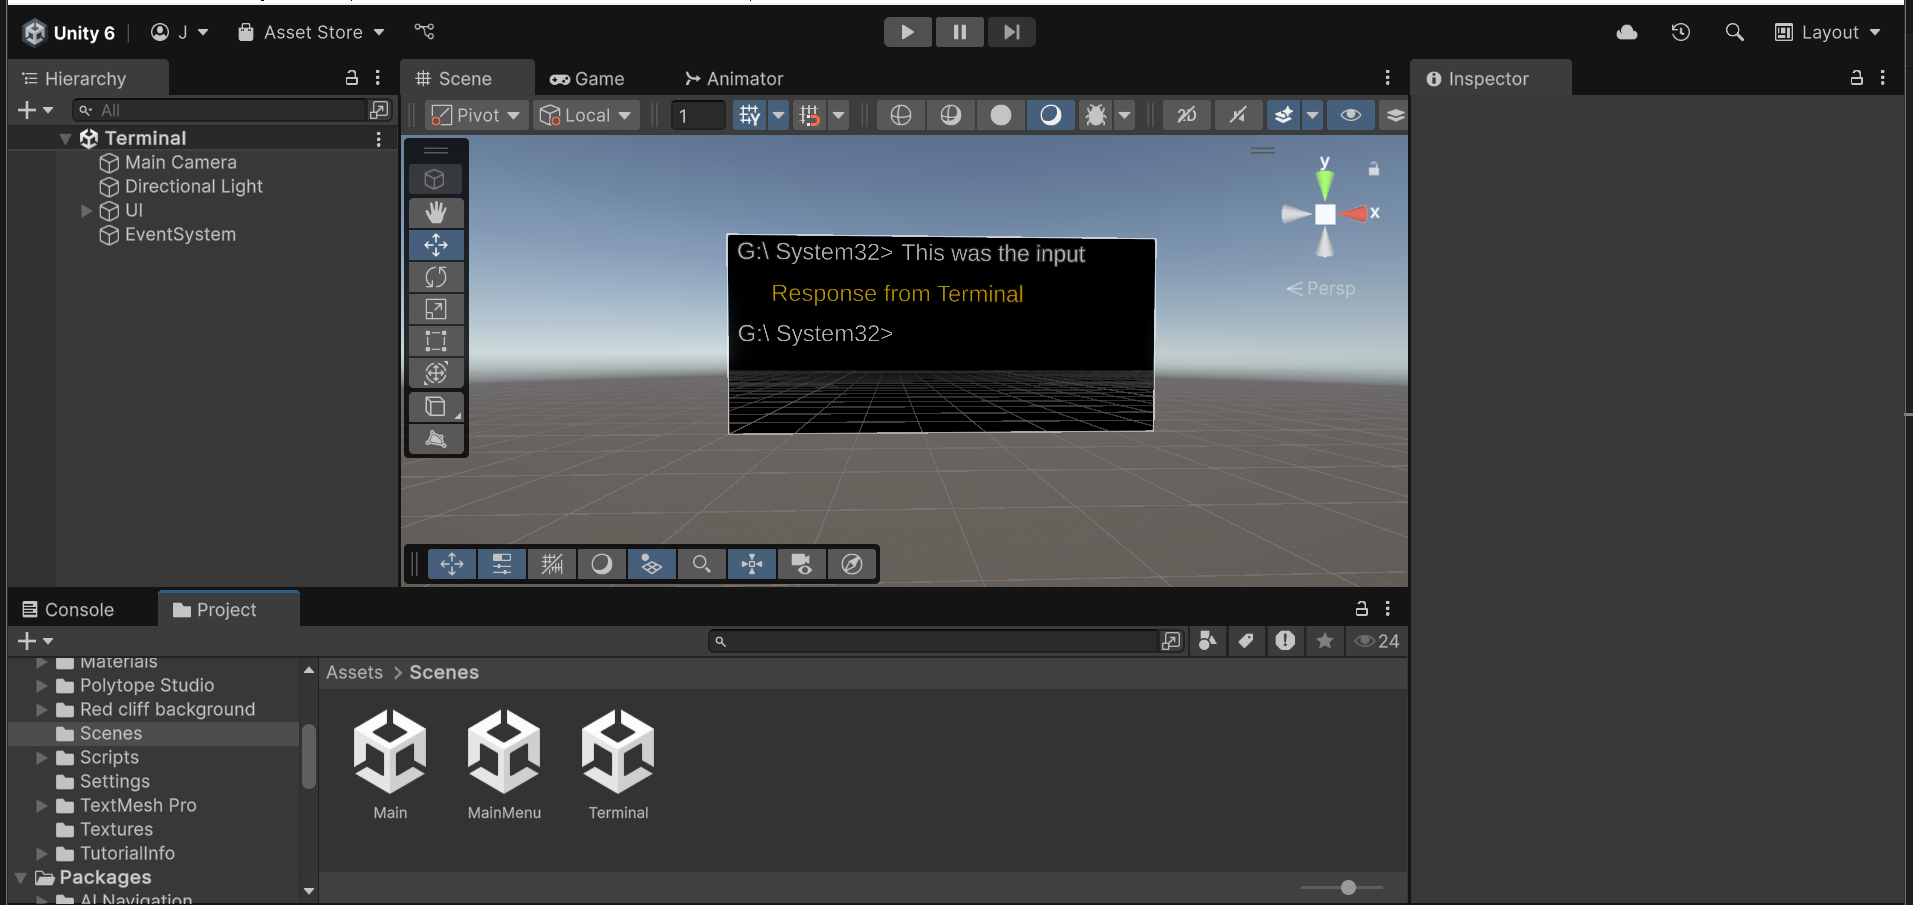 Unity 6
J
Asset Store
Layout
Hierarchy
All
Terminal
Main Camera
Directional Light
UI
EventSystem
Scene
Game
Animator
Pivot
Local
1
2D
G:\ System32> This was the input
Response from Terminal
G:\ System32>
y
x
Persp
Inspector
Console
Project
24
Materials
Polytope Studio
Red cliff background
Scenes
Scripts
Settings
TextMesh Pro
Textures
TutorialInfo
Packages
AI Navigation
Assets > Scenes
Main
MainMenu
Terminal